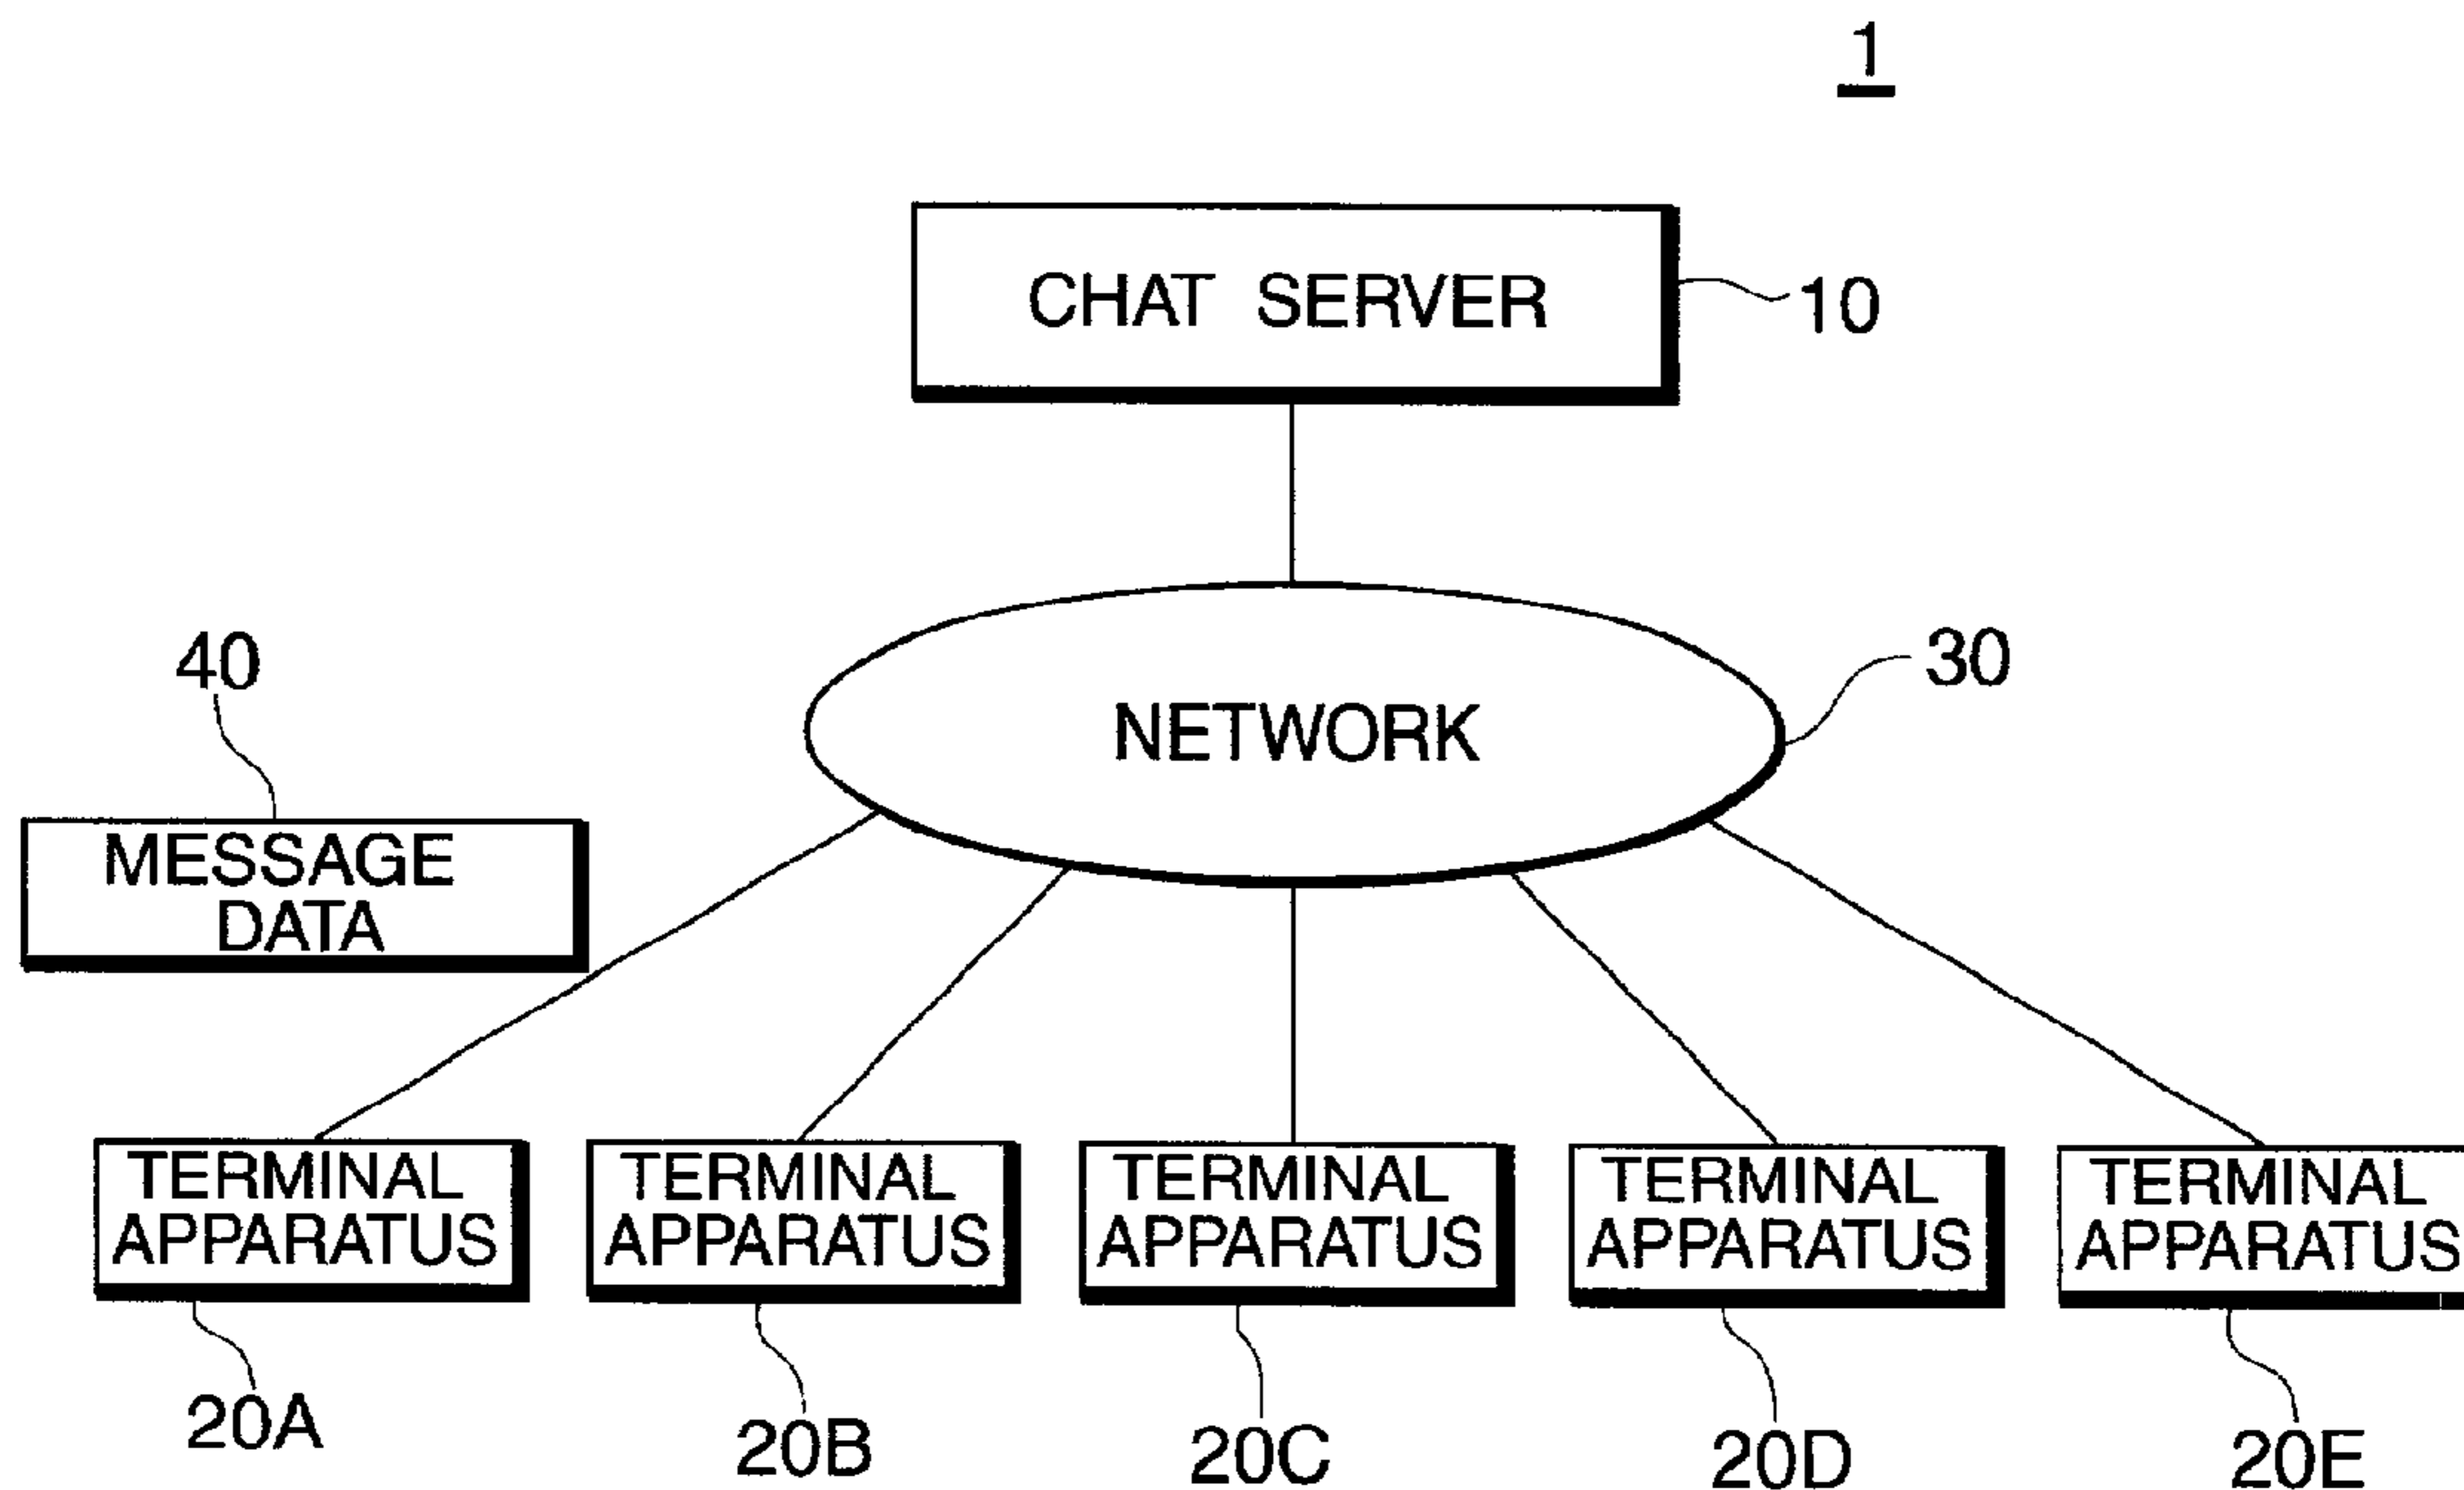 1
CHAT SERVER
10
40
30
NETWORK
MESSAGE
DATA
TERMINAL
APPARATUS
TERMINAL
APPARATUS
TERMINAL
APPARATUS
TERMINAL
APPARATUS
TERMINAL
APPARATUS
20A
20B
20C
20D
20E